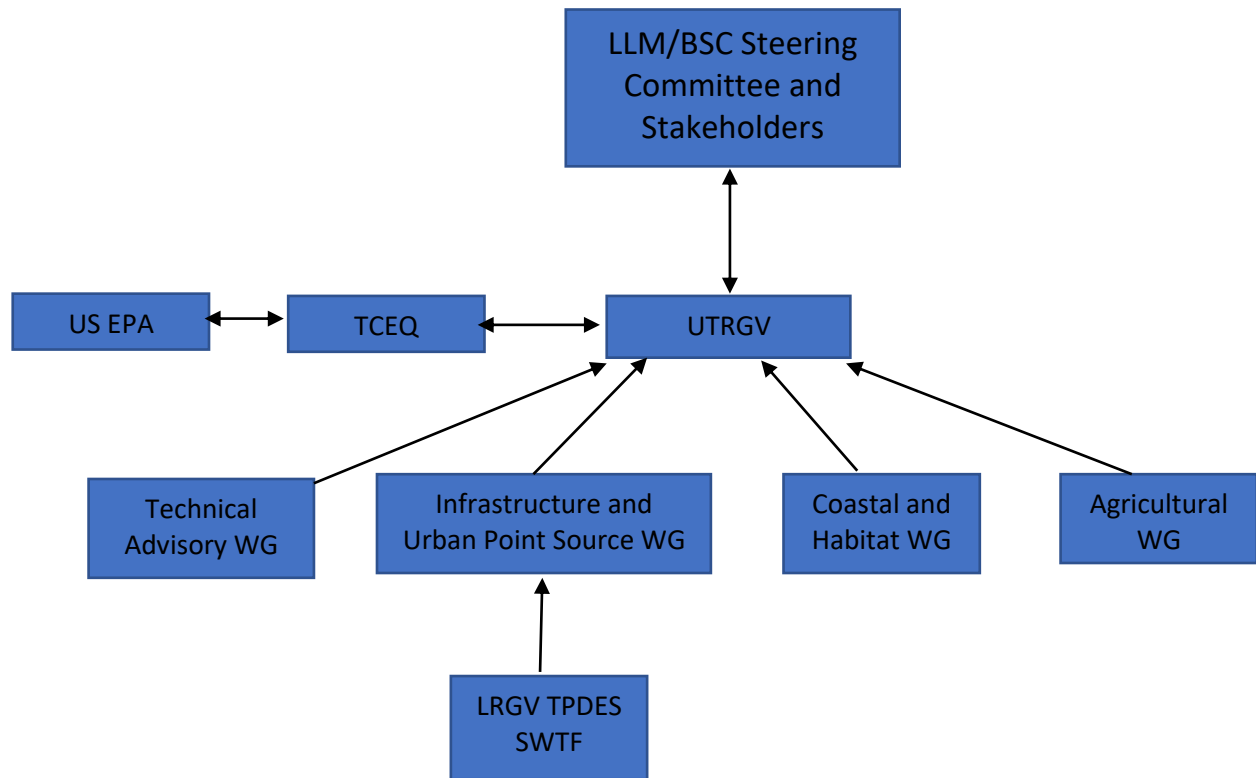 LLM/BSC Steering
Committee and
Stakeholders
US EPA
TCEQ
UTRGV
Technical
Advisory WG
Infrastructure and
Urban Point Source WG
Coastal and
Habitat WG
Agricultural
WG
LRGV TPDES
SWTF